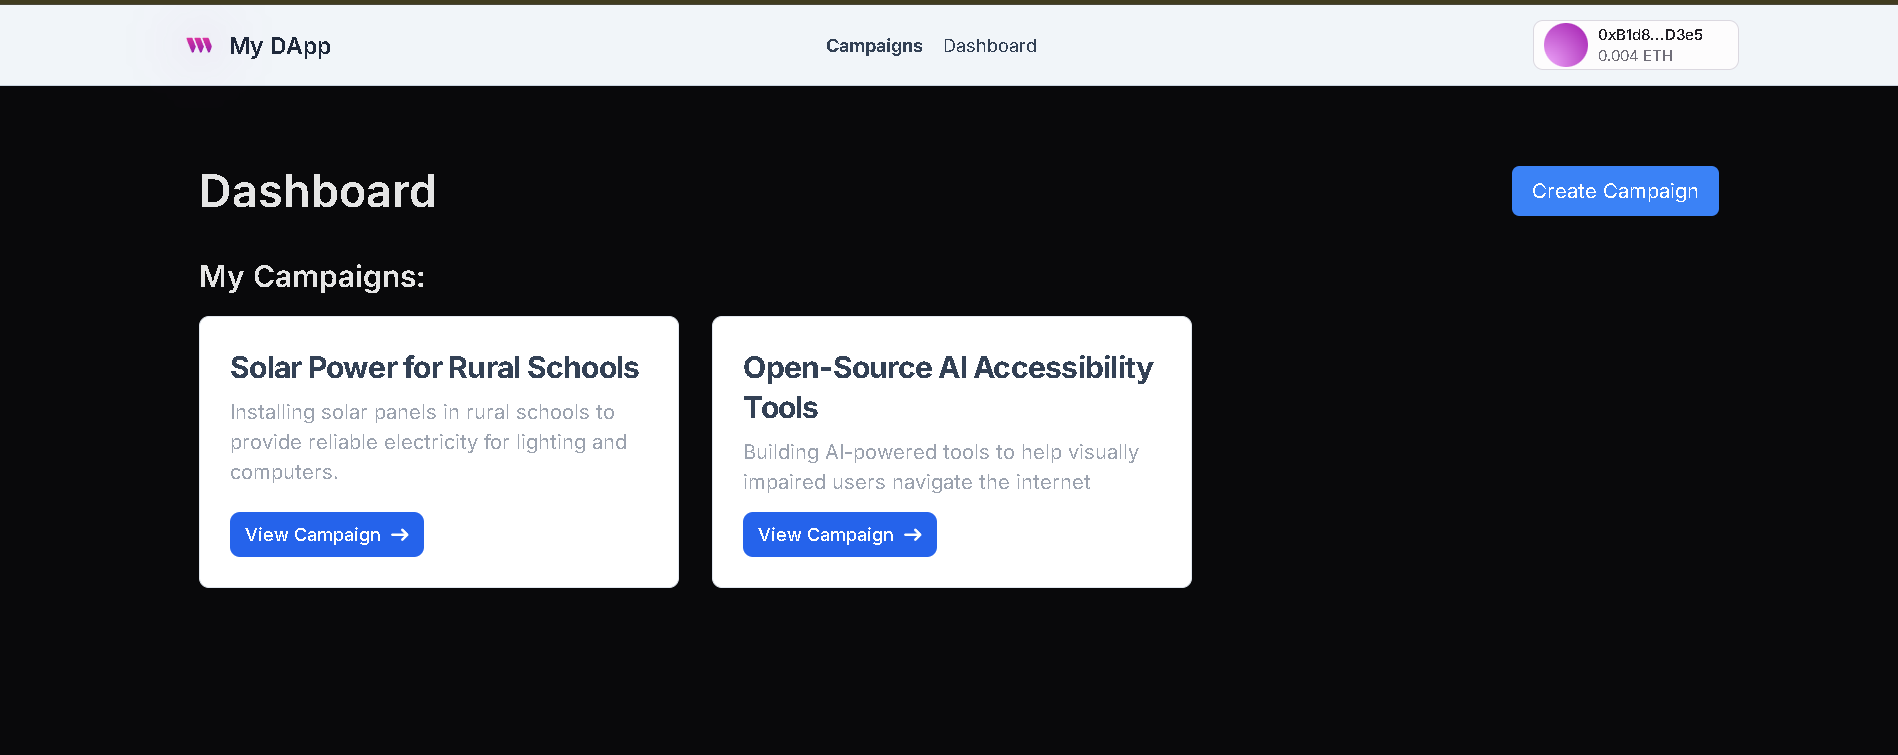 My DApp
Campaigns Dashboard
0xB1d8...D3e5
0.004 ETH
Dashboard
Create Campaign
My Campaigns:
Solar Power for Rural Schools
Installing solar panels in rural schools to
provide reliable electricity for lighting and
computers.
View Campaign →
Open-Source AI Accessibility
Tools
Building AI-powered tools to help visually
impaired users navigate the internet
View Campaign →